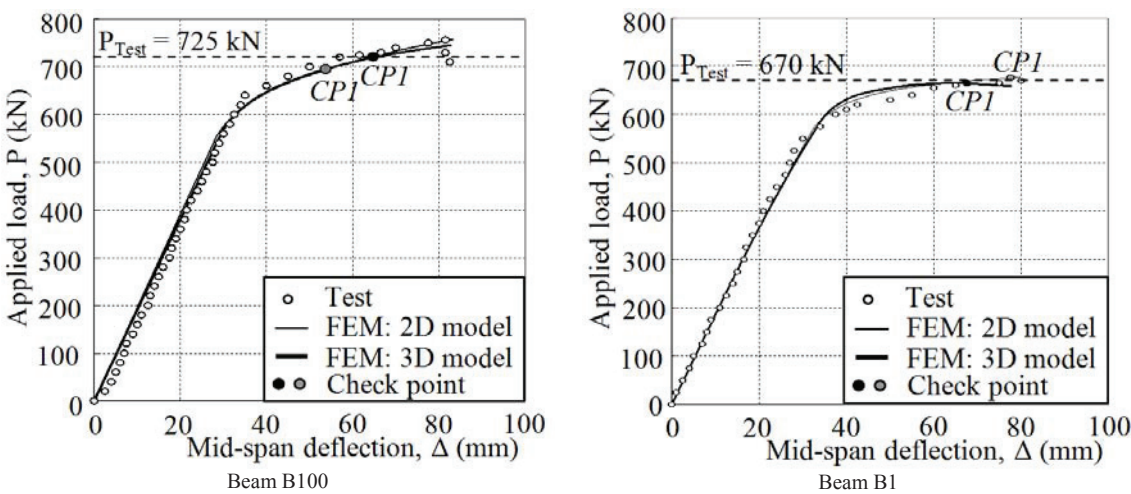 800
700
600
500
400
300
200
100
0
Applied load, P (kN)
P_Test = 725 kN
CP1
CP1
Test
FEM: 2D model
FEM: 3D model
Check point
0 20 40 60 80 100
Mid-span deflection, Δ (mm)
Beam B100
800
700
600
500
400
300
200
100
0
Applied load, P (kN)
P_Test = 670 kN
CP1
CP1
Test
FEM: 2D model
FEM: 3D model
Check point
0 20 40 60 80 100
Mid-span deflection, Δ (mm)
Beam B1